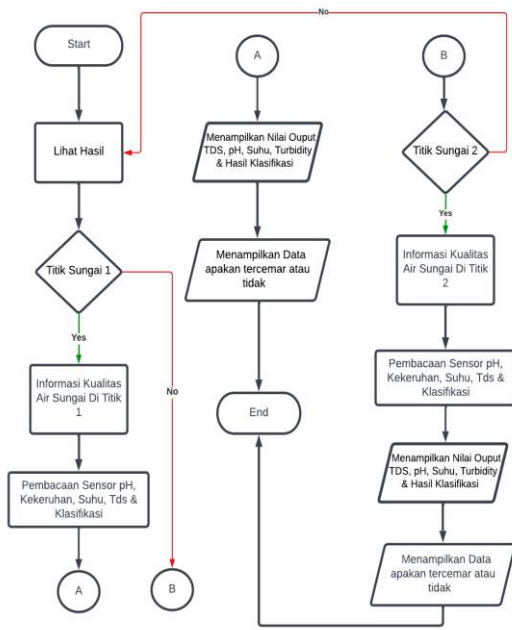 Start
Lihat Hasil
Titik Sungai 1
Yes
No
Informasi Kualitas
Air Sungai Di Titik
1
Pembacaan Sensor pH,
Kekeruhan, Suhu, Tds &
Klasifikasi
A
B
A
Menampilkan Nilai Ouput
TDS, pH, Suhu, Turbidity
& Hasil Klasifikasi
Menampilkan Data
apakan tercemar atau
tidak
End
B
No
Titik Sungai 2
Yes
Informasi Kualitas
Air Sungai Di Titik
2
Pembacaan Sensor pH,
Kekeruhan, Suhu, Tds &
Klasifikasi
Menampilkan Nilai Ouput
TDS, pH, Suhu, Turbidity
& Hasil Klasifikasi
Menampilkan Data
apakan tercemar atau
tidak